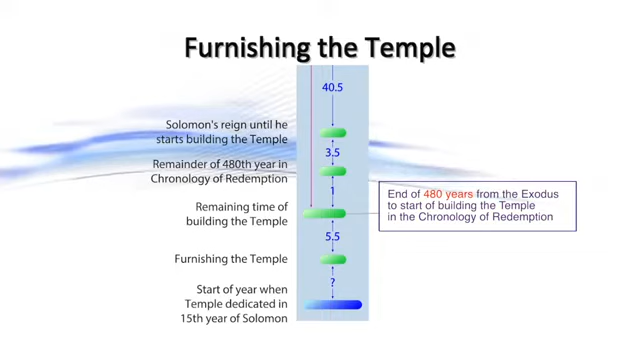 Furnishing the Temple
40.5
Solomon's reign until he
starts building the Temple
3.5
Remainder of 480th year in
Chronology of Redemption
1
Remaining time of
building the Temple
End of 480 years from the Exodus
to start of building the Temple
in the Chronology of Redemption
5.5
Furnishing the Temple
?
Start of year when
Temple dedicated in
15th year of Solomon